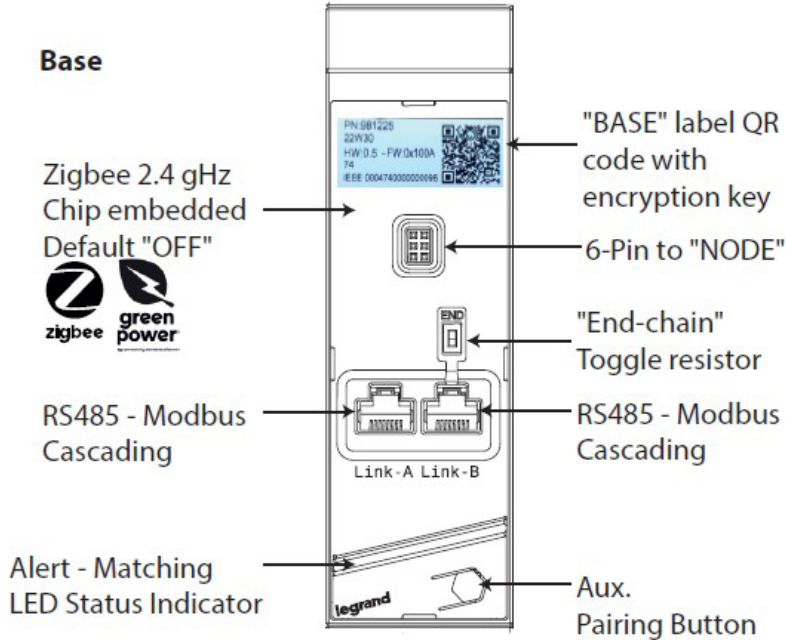 Base
PN:981225
22W30
HW:0.5 - FW:0x100A
74
IEEE 0004740000000096
"BASE" label QR
code with
encryption key
Zigbee 2.4 gHz
Chip embedded
Default "OFF"
zigbee
green
power
6-Pin to "NODE"
END
"End-chain"
Toggle resistor
RS485 - Modbus
Cascading
RS485 - Modbus
Cascading
Link-A Link-B
Alert - Matching
LED Status Indicator
legrand
Aux.
Pairing Button